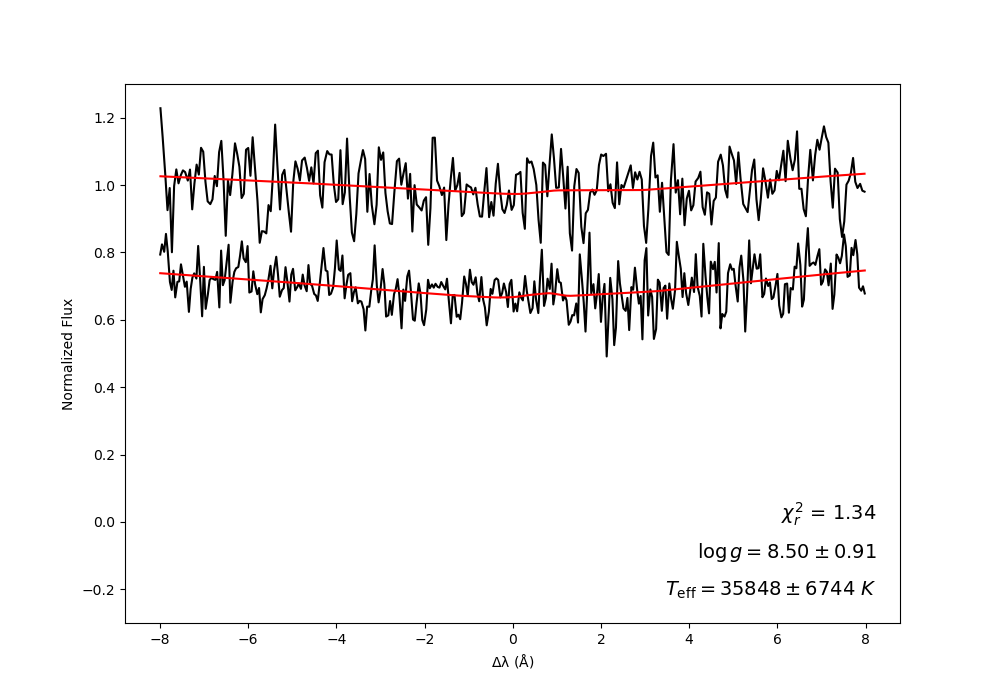 1.2
1.0
0.8
0.6
0.4
0.2
0.0
−0.2
Normalized Flux
χ²ᵣ = 1.34
log g = 8.50 ± 0.91
T_eff = 35848 ± 6744 K
−8 −6 −4 −2 0 2 4 6 8
Δλ (Å)